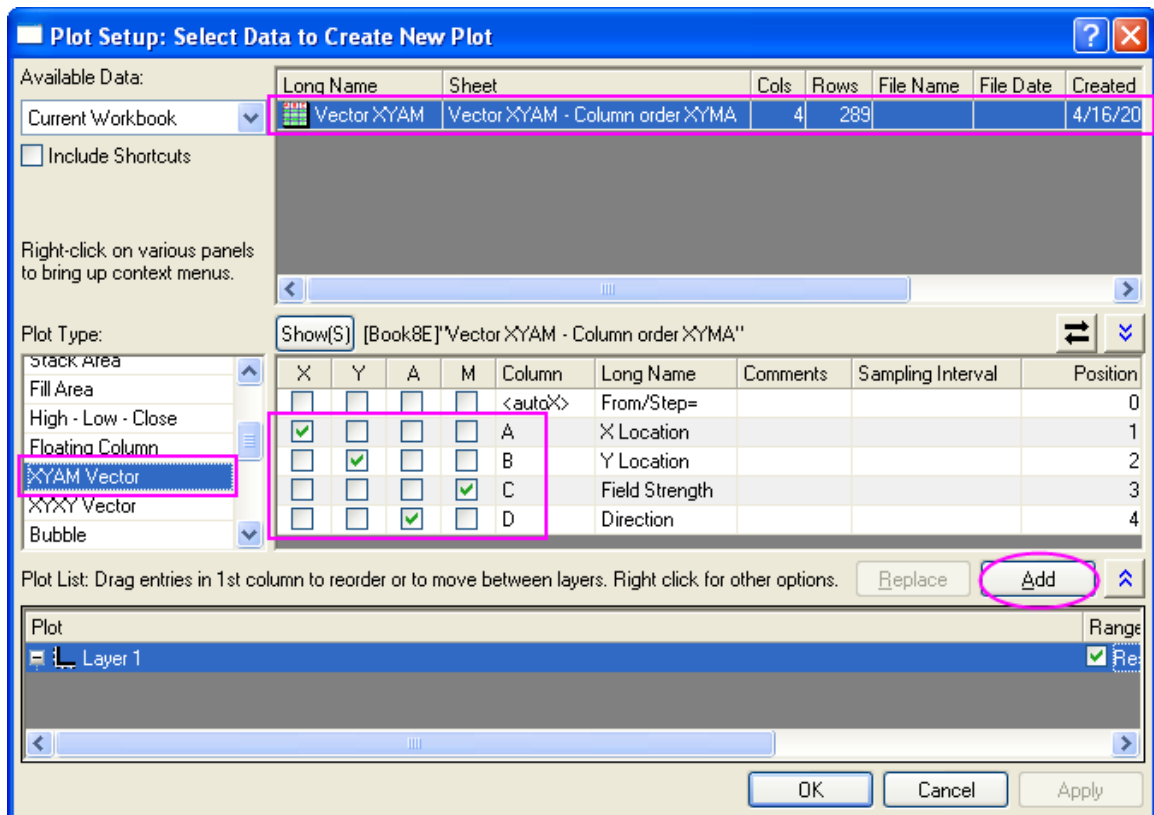 Plot Setup: Select Data to Create New Plot
Available Data:
Current Workbook
Include Shortcuts
Right-click on various panels
to bring up context menus.
Long Name Sheet Cols Rows File Name File Date Created
Vector XYAM Vector XYAM - Column order XYMA 4 289 4/16/20
Plot Type:
Stack Area
Fill Area
High - Low - Close
Floating Column
XYAM Vector
XYXY Vector
Bubble
Show(S) [Book8E]"Vector XYAM - Column order XYMA"
X Y A M Column Long Name Comments Sampling Interval Position
<autoX> From/Step= 0
A X Location 1
B Y Location 2
C Field Strength 3
D Direction 4
Plot List: Drag entries in 1st column to reorder or to move between layers. Right click for other options. Replace Add
Plot Range
Layer 1 Re
OK Cancel Apply